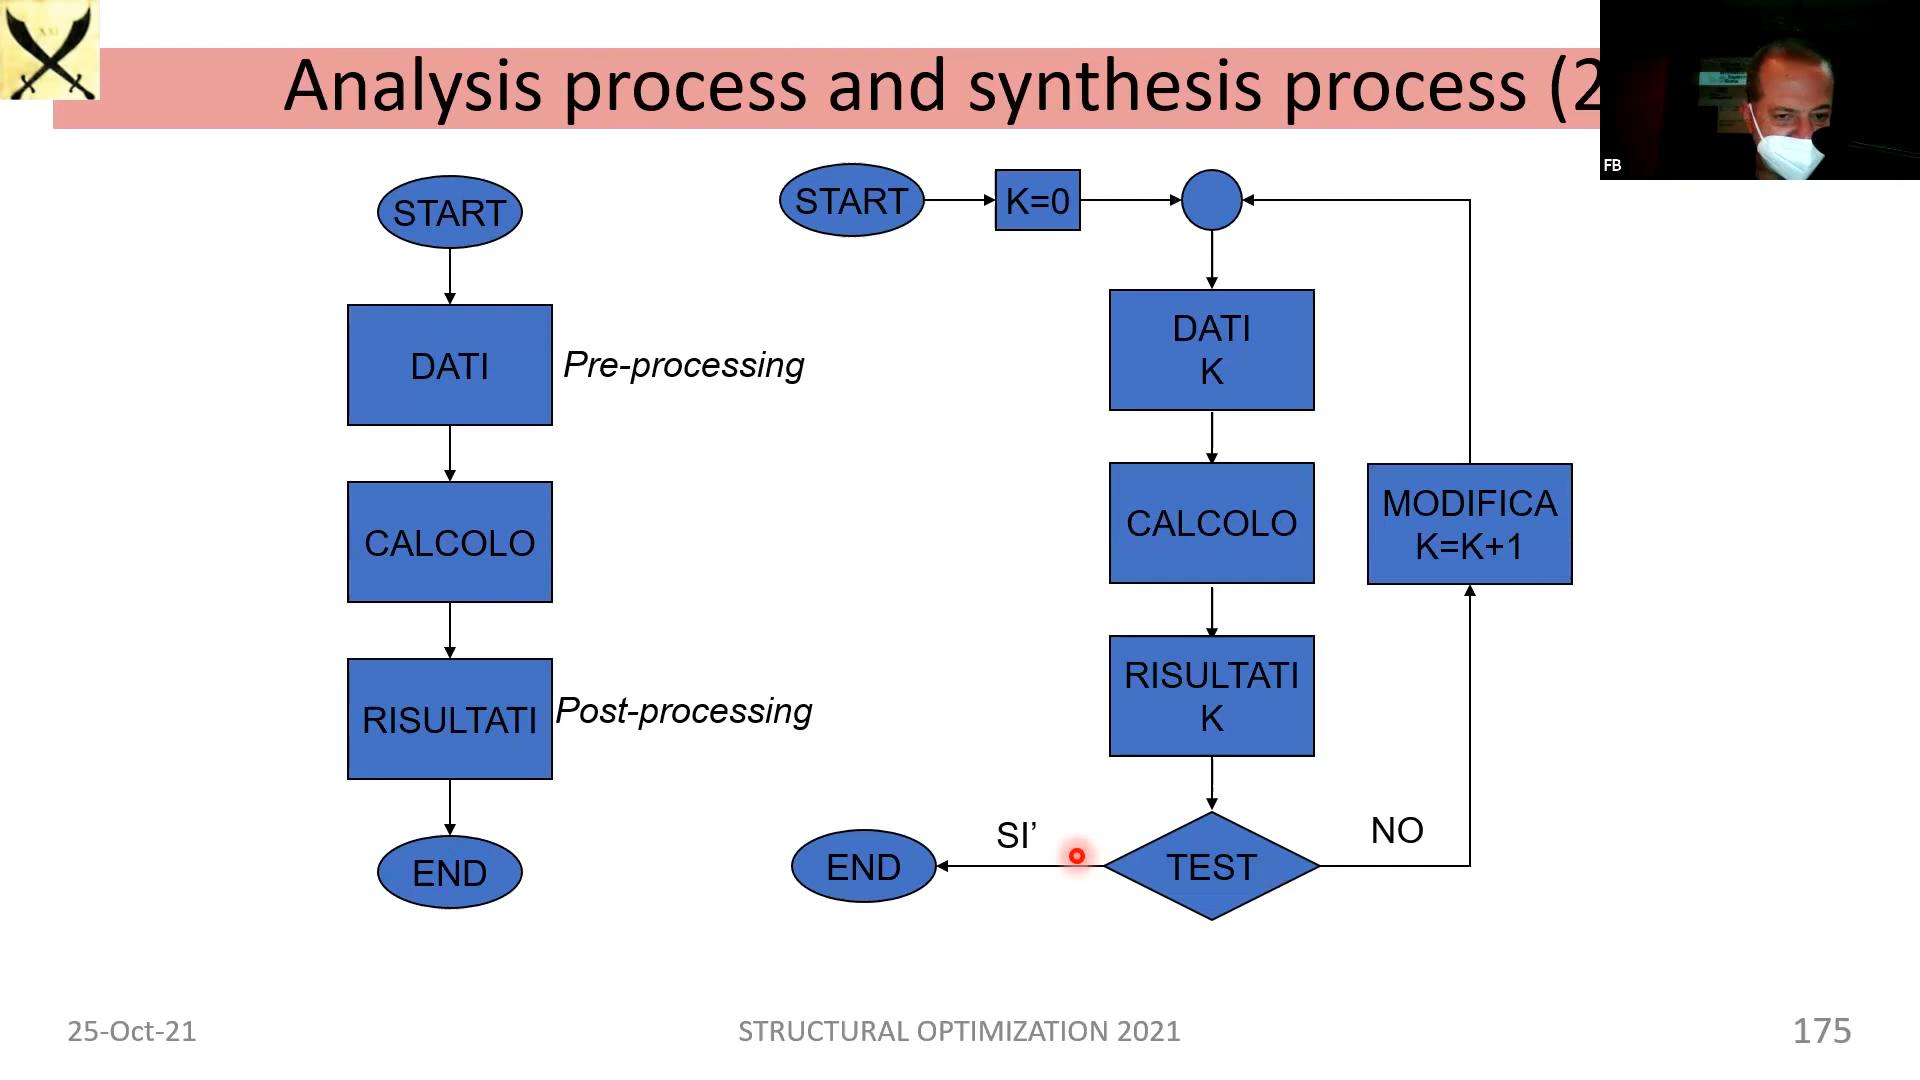 Analysis process and synthesis process (2
FB
START
DATI
Pre-processing
CALCOLO
RISULTATI
Post-processing
END
START
K=0
DATI
K
CALCOLO
RISULTATI
K
TEST
SI’
END
NO
MODIFICA
K=K+1
25-Oct-21
STRUCTURAL OPTIMIZATION 2021
175